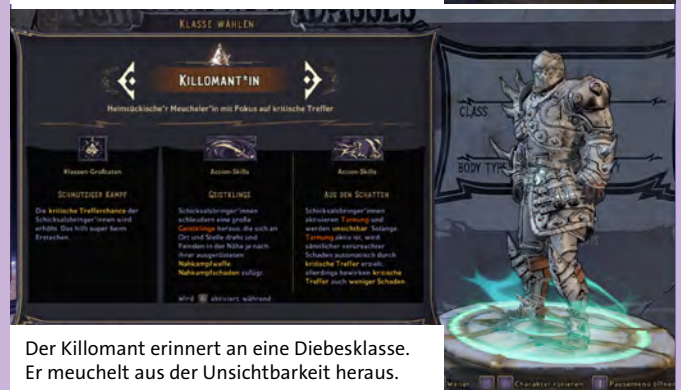 KLASSE WÄHLEN
KILLOMANT*IN
Heimtückische*r Meucheler*in mit Fokus auf kritische Treffer
CLASS
BODY TYPE
Klassen-Großtaten
SCHMUTZIGER KAMPF
Die kritische Trefferchance der
Schicksalsbringer*innen wird
erhöht. Das hilft super beim
Erstechen.
Action-Skills
GEISTKLINGE
Schicksalsbringer*innen
schleudern eine große
Geistklinge heraus, die sich an
Ort und Stelle dreht und
Feinden in der Nähe je nach
ihrer ausgerüsteten
Nahkampfwaffe
Nahkampfschaden zufügt.
Wird aktiviert während
Action-Skills
AUS DEN SCHATTEN
Schicksalsbringer*innen
aktivieren Tarnung und
werden unsichtbar. Solange
Tarnung aktiv ist, wird
sämtlicher verursachter
Schaden automatisch durch
kritische Treffer erzielt,
allerdings bewirken kritische
Treffer auch weniger Schaden.
Weiter Charakter rotieren Pausemenü öffnen
Der Killomant erinnert an eine Diebesklasse.
Er meuchelt aus der Unsichtbarkeit heraus.